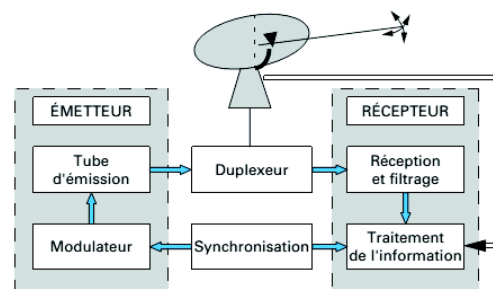 ÉMETTEUR
RÉCEPTEUR
Tube
d'émission
Duplexeur
Réception
et filtrage
Modulateur
Synchronisation
Traitement
de l'information